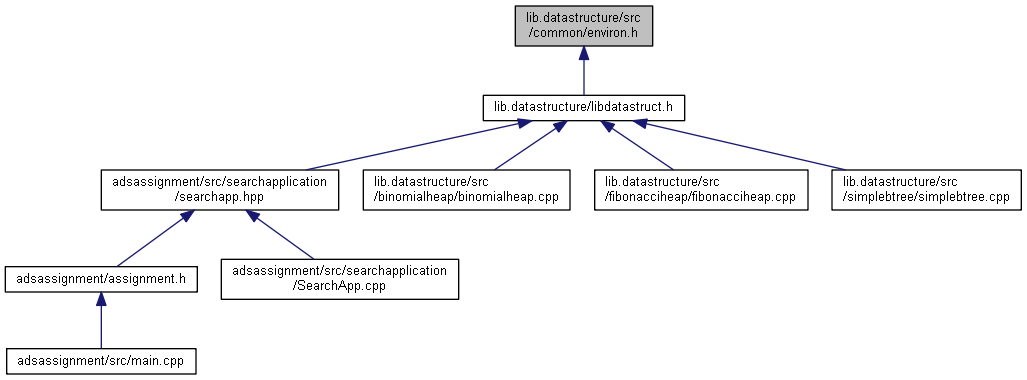 lib.datastructure/src
/common/environ.h
lib.datastructure/libdatastruct.h
adsassignment/src/searchapplication
/searchapp.hpp
lib.datastructure/src
/binomialheap/binomialheap.cpp
lib.datastructure/src
/fibonacciheap/fibonacciheap.cpp
lib.datastructure/src
/simplebtree/simplebtree.cpp
adsassignment/assignment.h
adsassignment/src/searchapplication
/SearchApp.cpp
adsassignment/src/main.cpp